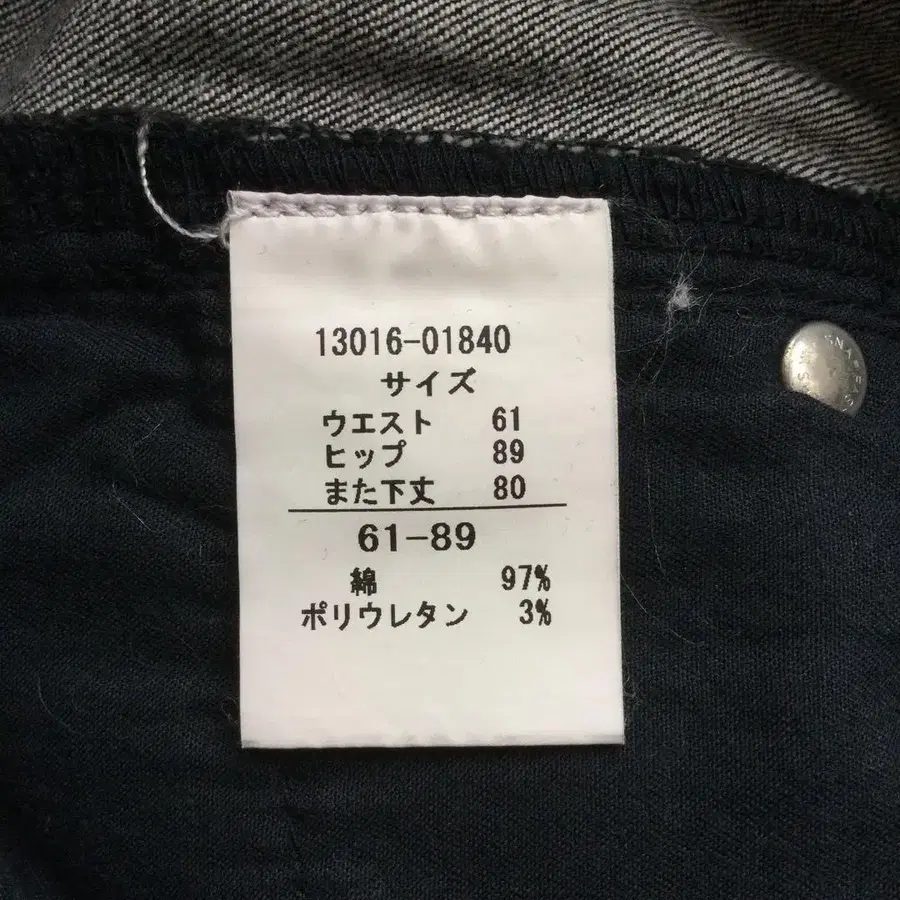 13016-01840
サイズ
ウエスト 61
ヒップ 89
また下丈 80
61-89
綿 97%
ポリウレタン 3%